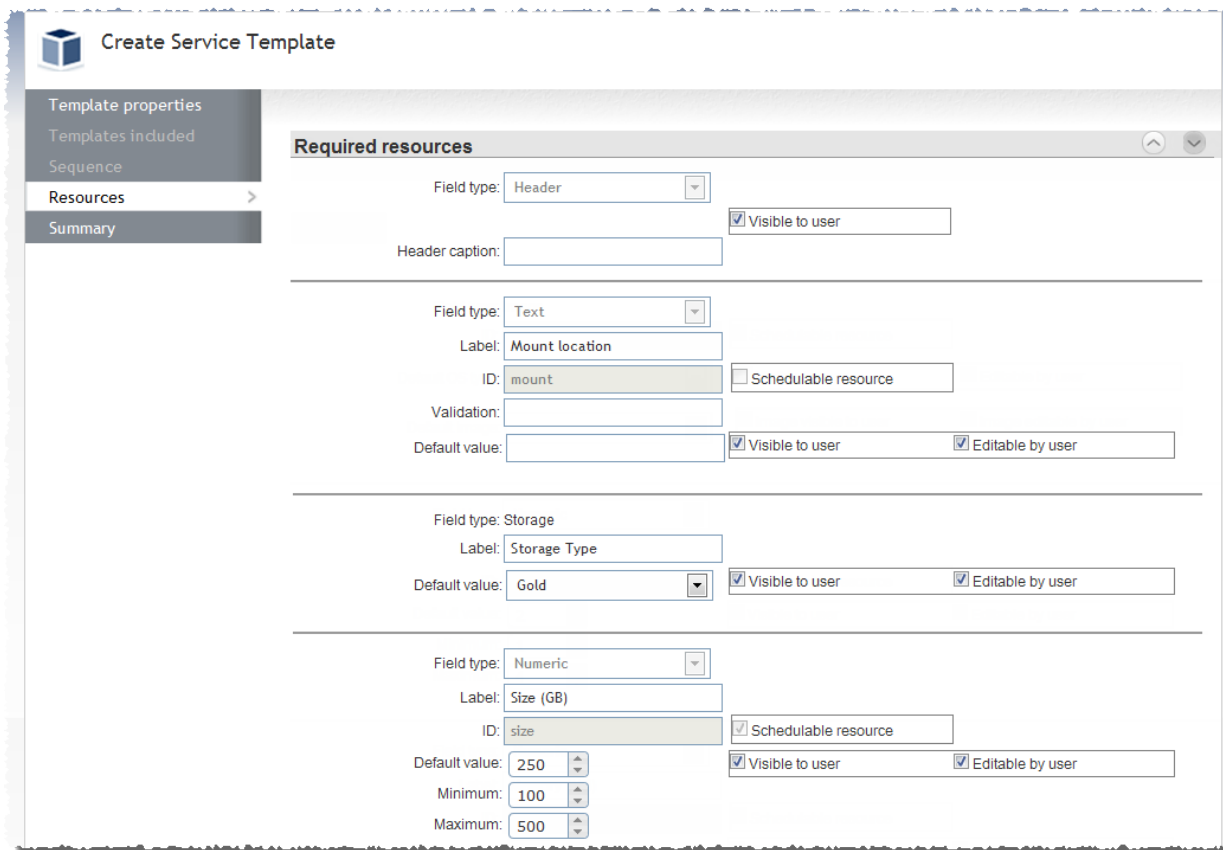 Create Service Template
Template properties
Templates included
Sequence
Resources
Summary
Required resources
Field type: Header
Visible to user
Header caption:
Field type: Text
Label: Mount location
ID: mount Schedulable resource
Validation:
Default value: Visible to user Editable by user
Field type: Storage
Label: Storage Type
Default value: Gold Visible to user Editable by user
Field type: Numeric
Label: Size (GB)
ID: size Schedulable resource
Default value: 250 Visible to user Editable by user
Minimum: 100
Maximum: 500